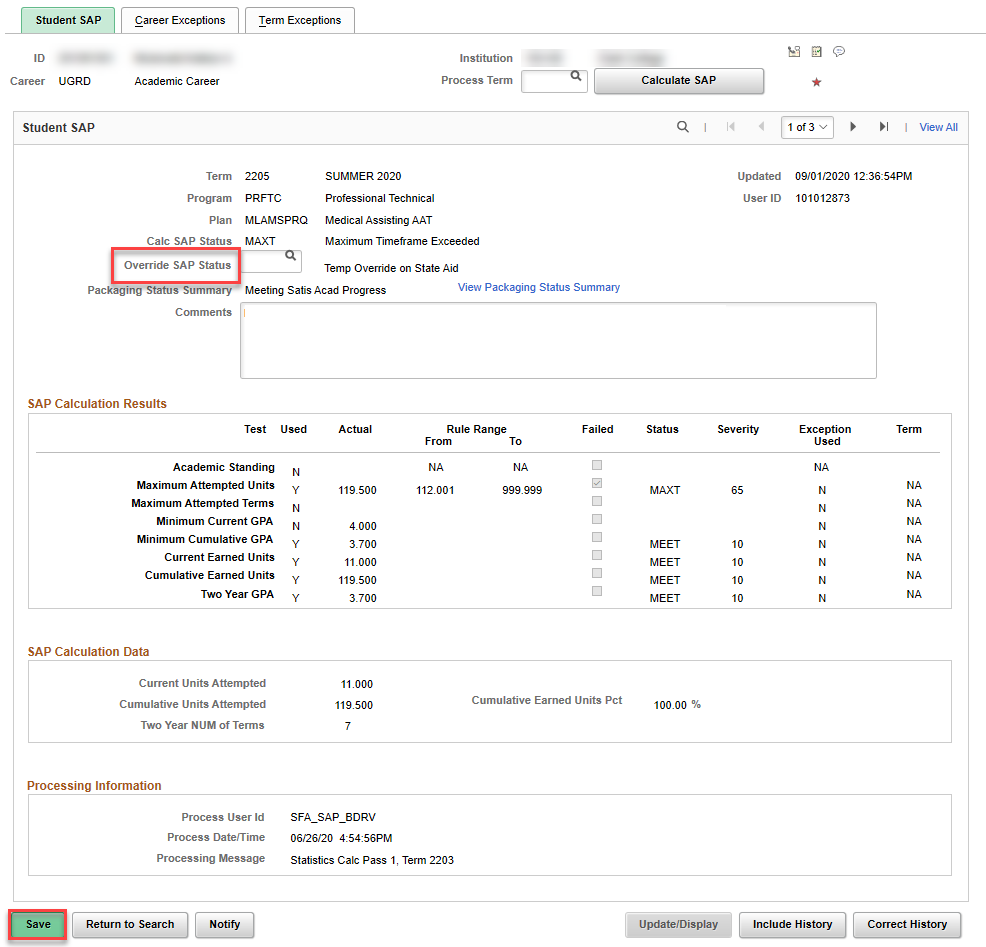 Student SAP Career Exceptions Term Exceptions
ID Institution
Career UGRD Academic Career Process Term Calculate SAP
Student SAP 1 of 3 View All
Term 2205 SUMMER 2020 Updated 09/01/2020 12:36:54PM
Program PRFTC Professional Technical User ID 101012873
Plan MLAMSPRQ Medical Assisting AAT
Calc SAP Status MAXT Maximum Timeframe Exceeded
Override SAP Status Temp Override on State Aid
Packaging Status Summary Meeting Satis Acad Progress View Packaging Status Summary
Comments
SAP Calculation Results
Test Used Actual Rule Range Failed Status Severity Exception Term
From To Used
Academic Standing N NA NA NA
Maximum Attempted Units Y 119.500 112.001 999.999 MAXT 65 N NA
Maximum Attempted Terms N N NA
Minimum Current GPA N 4.000 N NA
Minimum Cumulative GPA Y 3.700 MEET 10 N NA
Current Earned Units Y 11.000 MEET 10 N NA
Cumulative Earned Units Y 119.500 MEET 10 N NA
Two Year GPA Y 3.700 MEET 10 N NA
SAP Calculation Data
Current Units Attempted 11.000
Cumulative Units Attempted 119.500 Cumulative Earned Units Pct 100.00 %
Two Year NUM of Terms 7
Processing Information
Process User Id SFA_SAP_BDRV
Process Date/Time 06/26/20 4:54:56PM
Processing Message Statistics Calc Pass 1, Term 2203
Save Return to Search Notify Update/Display Include History Correct History